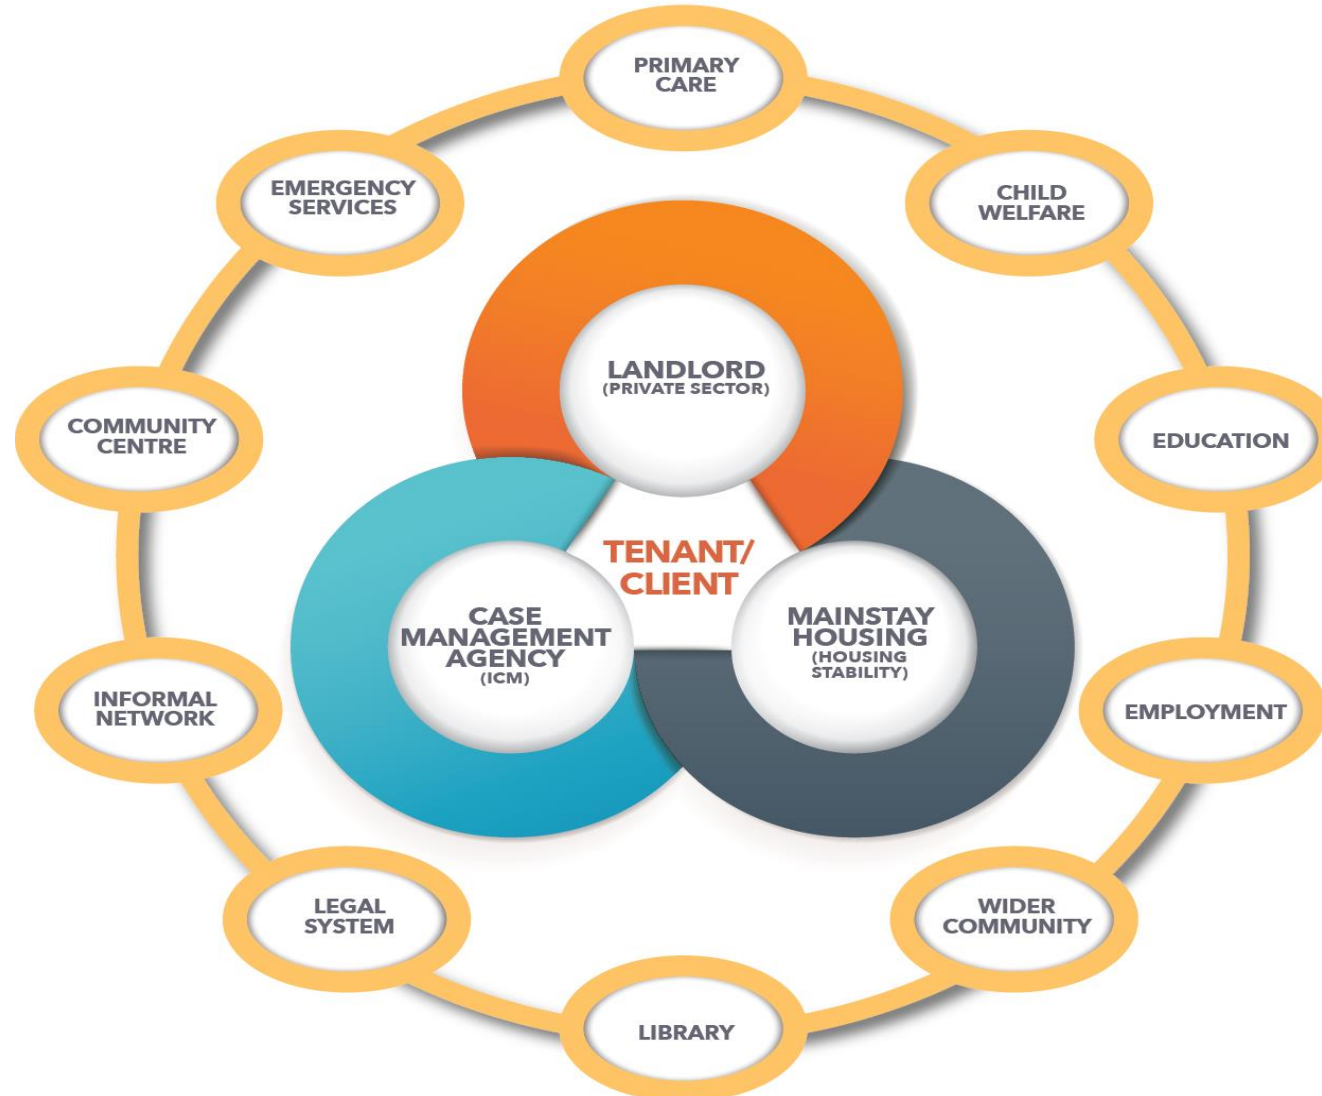 PRIMARY
CARE
EMERGENCY
SERVICES
CHILD
WELFARE
LANDLORD
(PRIVATE SECTOR)
COMMUNITY
CENTRE
EDUCATION
TENANT/
CLIENT
CASE
MANAGEMENT
AGENCY
(ICM)
MAINSTAY
HOUSING
(HOUSING
STABILITY)
INFORMAL
NETWORK
EMPLOYMENT
LEGAL
SYSTEM
WIDER
COMMUNITY
LIBRARY